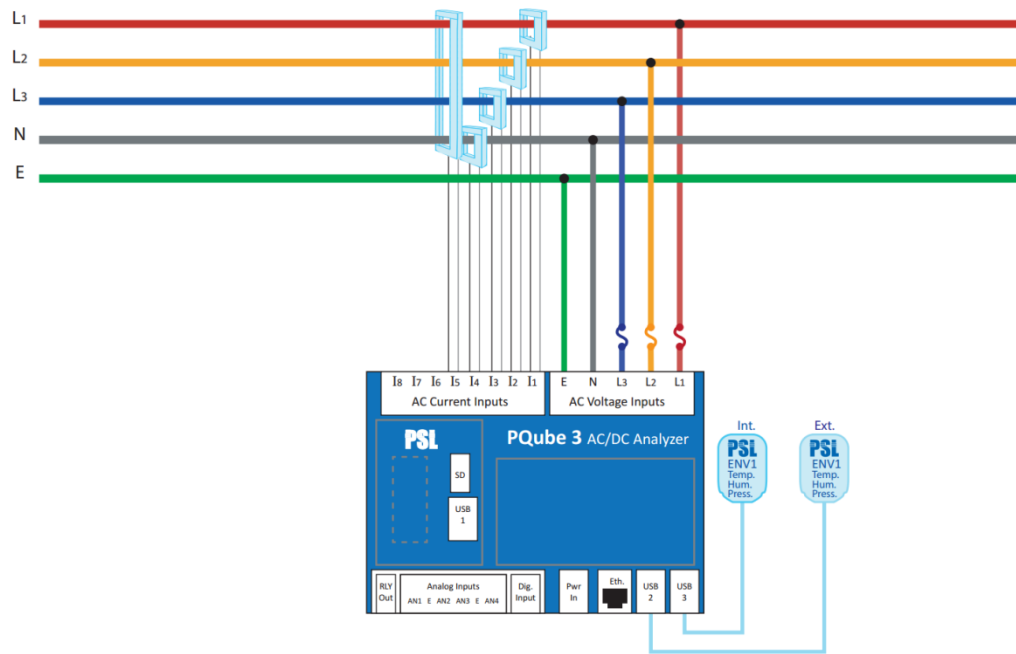 L1
L2
L3
N
E
I8 I7 I6 I5 I4 I3 I2 I1
AC Current Inputs
E N L3 L2 L1
AC Voltage Inputs
PSL
PQube 3 AC/DC Analyzer
SD
USB
1
Int.
PSL
ENV1
Temp.
Hum.
Press.
Ext.
PSL
ENV1
Temp.
Hum.
Press.
RLY
Out
Analog Inputs
AN1 E AN2 AN3 E AN4
Dig.
Input
Pwr
In
Eth.
USB
2
USB
3